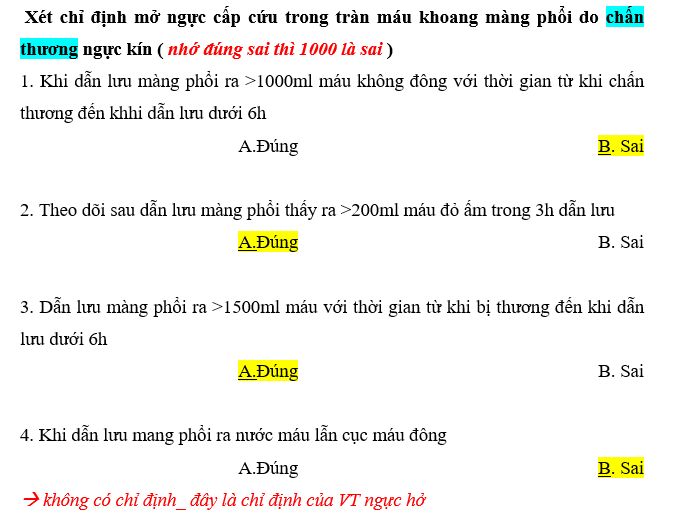 Xét chỉ định mở ngực cấp cứu trong tràn máu khoang màng phổi do chấn
thương ngực kín ( nhớ đúng sai thì 1000 là sai )
1. Khi dẫn lưu màng phổi ra >1000ml máu không đông với thời gian từ khi chấn
thương đến khhi dẫn lưu dưới 6h
A.Đúng B. Sai
2. Theo dõi sau dẫn lưu màng phổi thấy ra >200ml máu đỏ ấm trong 3h dẫn lưu
A.Đúng B. Sai
3. Dẫn lưu màng phổi ra >1500ml máu với thời gian từ khi bị thương đến khi dẫn
lưu dưới 6h
A.Đúng B. Sai
4. Khi dẫn lưu mang phổi ra nước máu lẫn cục máu đông
A.Đúng B. Sai
→ không có chỉ định_ đây là chỉ định của VT ngực hở